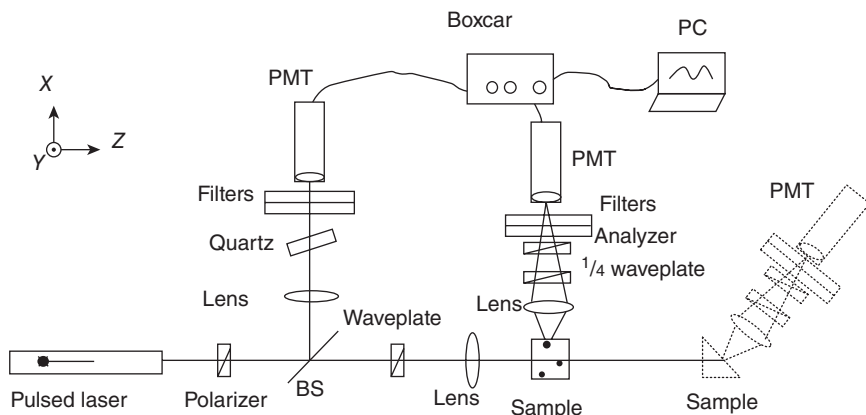 Boxcar
PC
PMT
X
Y
Z
PMT
PMT
Filters
Filters
Analyzer
Quartz
1/4 waveplate
Lens
Lens
Waveplate
Pulsed laser
Polarizer
BS
Lens
Sample
Sample